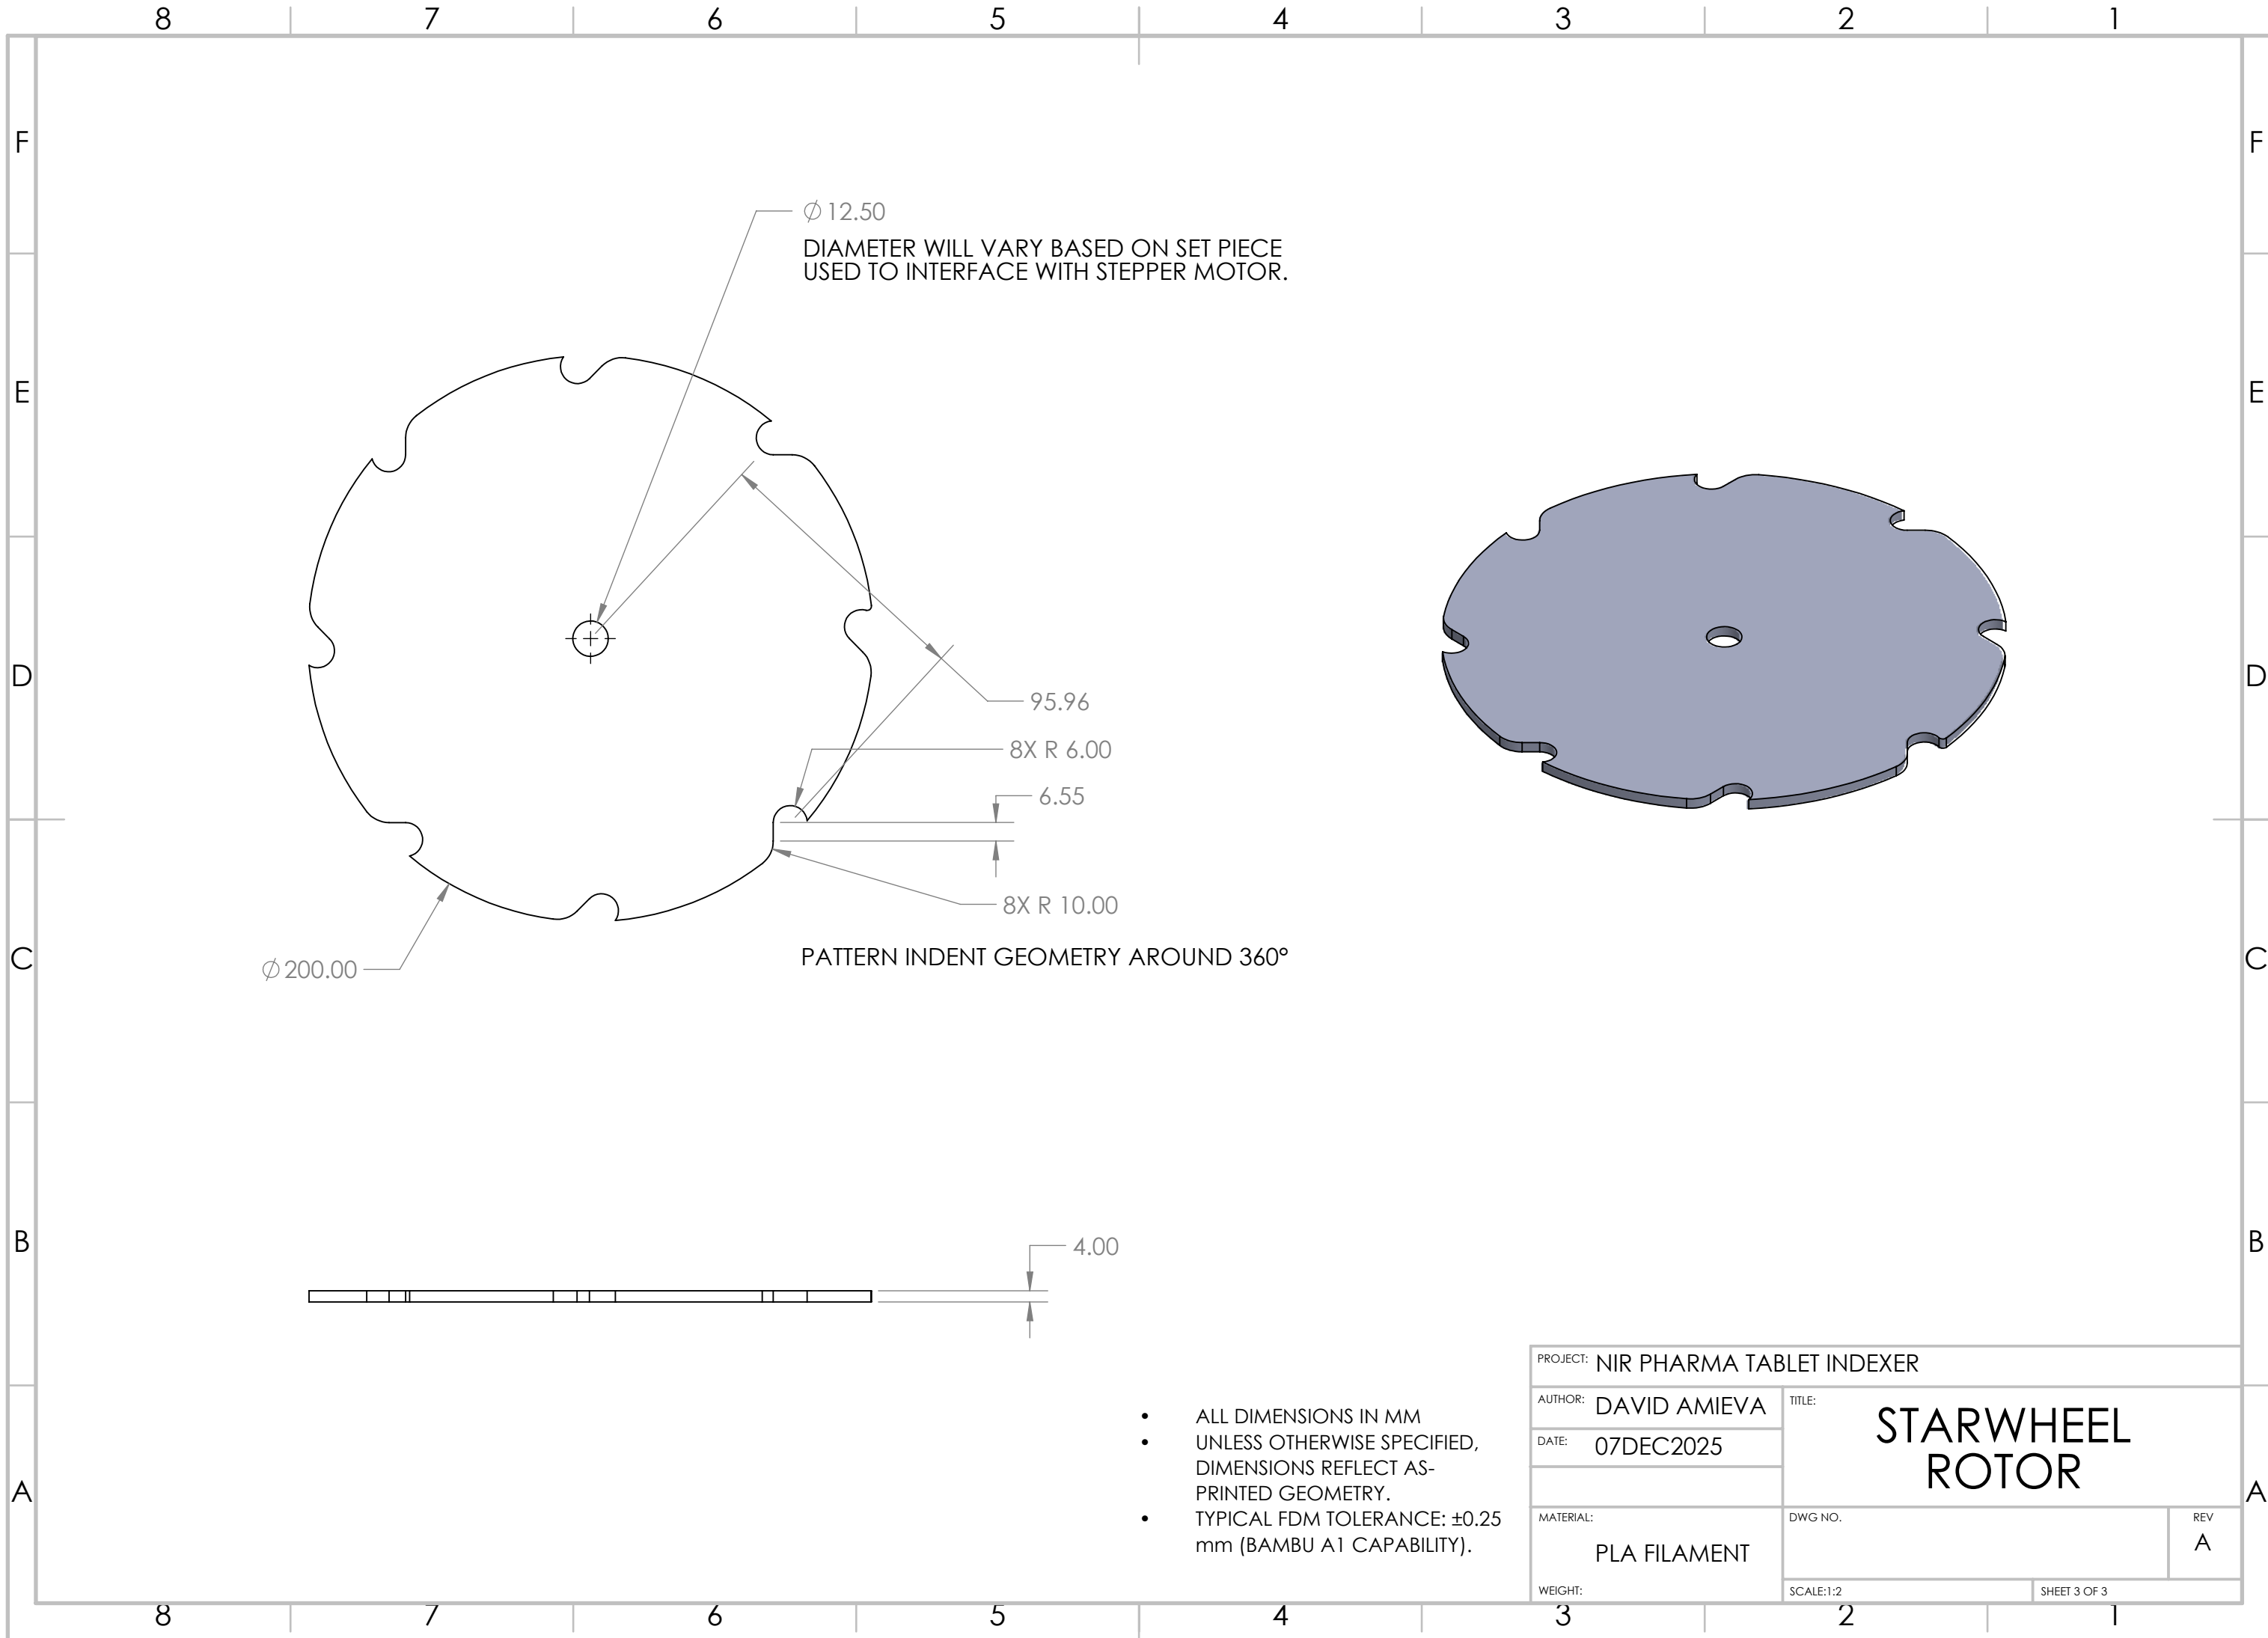 8 7 6 5 4 3 2 1
F F
⌀ 12.50
DIAMETER WILL VARY BASED ON SET PIECE
USED TO INTERFACE WITH STEPPER MOTOR.
E E
D D
95.96
8X R 6.00
6.55
8X R 10.00
PATTERN INDENT GEOMETRY AROUND 360°
C C
⌀ 200.00
B B
4.00
• ALL DIMENSIONS IN MM
• UNLESS OTHERWISE SPECIFIED,
DIMENSIONS REFLECT AS-
PRINTED GEOMETRY.
• TYPICAL FDM TOLERANCE: ±0.25
mm (BAMBU A1 CAPABILITY).
PROJECT: NIR PHARMA TABLET INDEXER
AUTHOR: DAVID AMIEVA
DATE: 07DEC2025
TITLE:
STARWHEEL
ROTOR
A A
MATERIAL:
PLA FILAMENT
WEIGHT:
DWG NO.
REV
A
SCALE:1:2
SHEET 3 OF 3
8 7 6 5 4 3 2 1